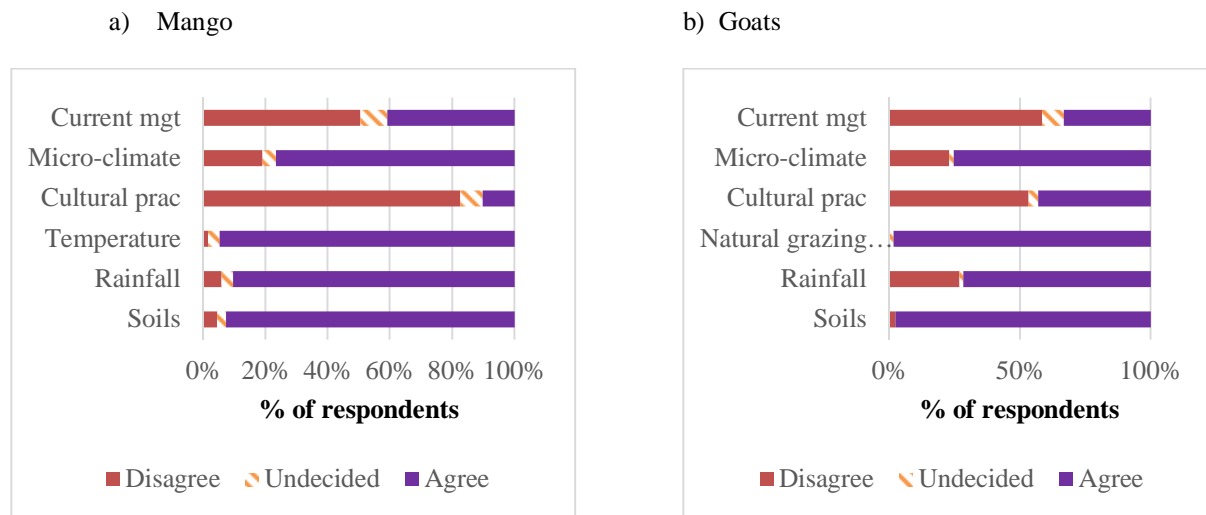 a) Mango
Current mgt
Micro-climate
Cultural prac
Temperature
Rainfall
Soils
0% 20% 40% 60% 80% 100%
% of respondents
Disagree Undecided Agree
b) Goats
Current mgt
Micro-climate
Cultural prac
Natural grazing…
Rainfall
Soils
0% 50% 100%
% of respondents
Disagree Undecided Agree